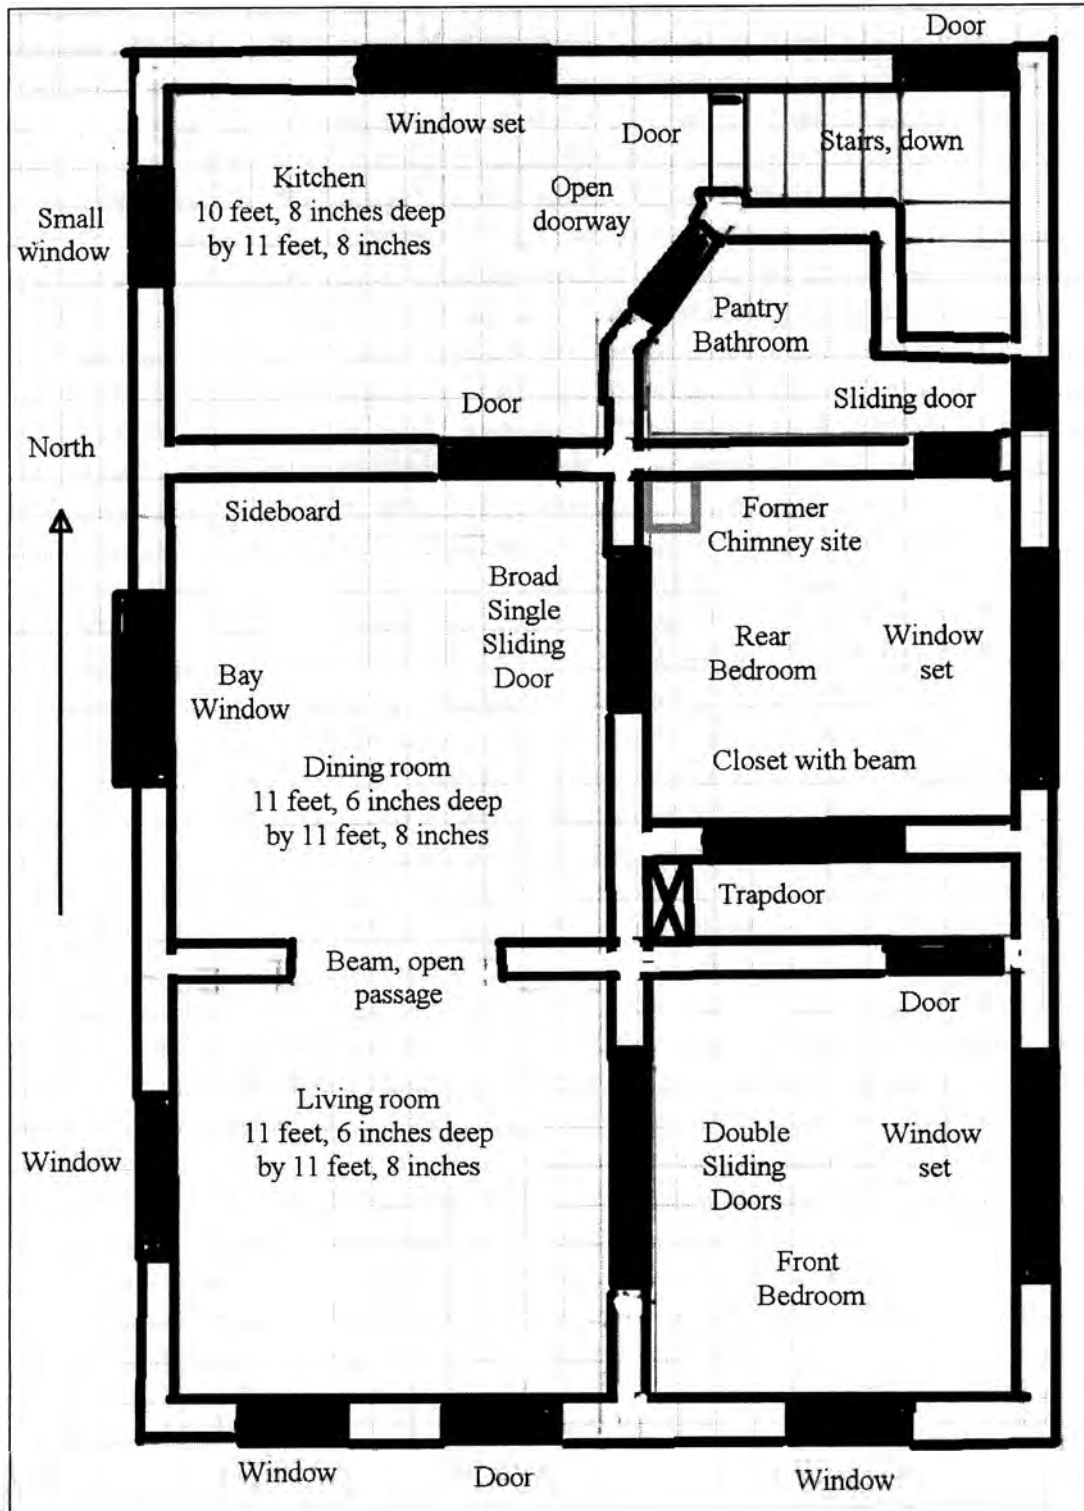 Door
Window set
Door
Stairs, down
Kitchen
10 feet, 8 inches deep
by 11 feet, 8 inches
Open
doorway
Small
window
Pantry
Bathroom
Door
Sliding door
North
Sideboard
Former
Chimney site
Broad
Single
Sliding
Door
Rear
Bedroom
Window
set
Bay
Window
Dining room
11 feet, 6 inches deep
by 11 feet, 8 inches
Closet with beam
Trapdoor
Beam, open
passage
Door
Living room
11 feet, 6 inches deep
by 11 feet, 8 inches
Double
Sliding
Doors
Window
set
Window
Front
Bedroom
Window
Door
Window